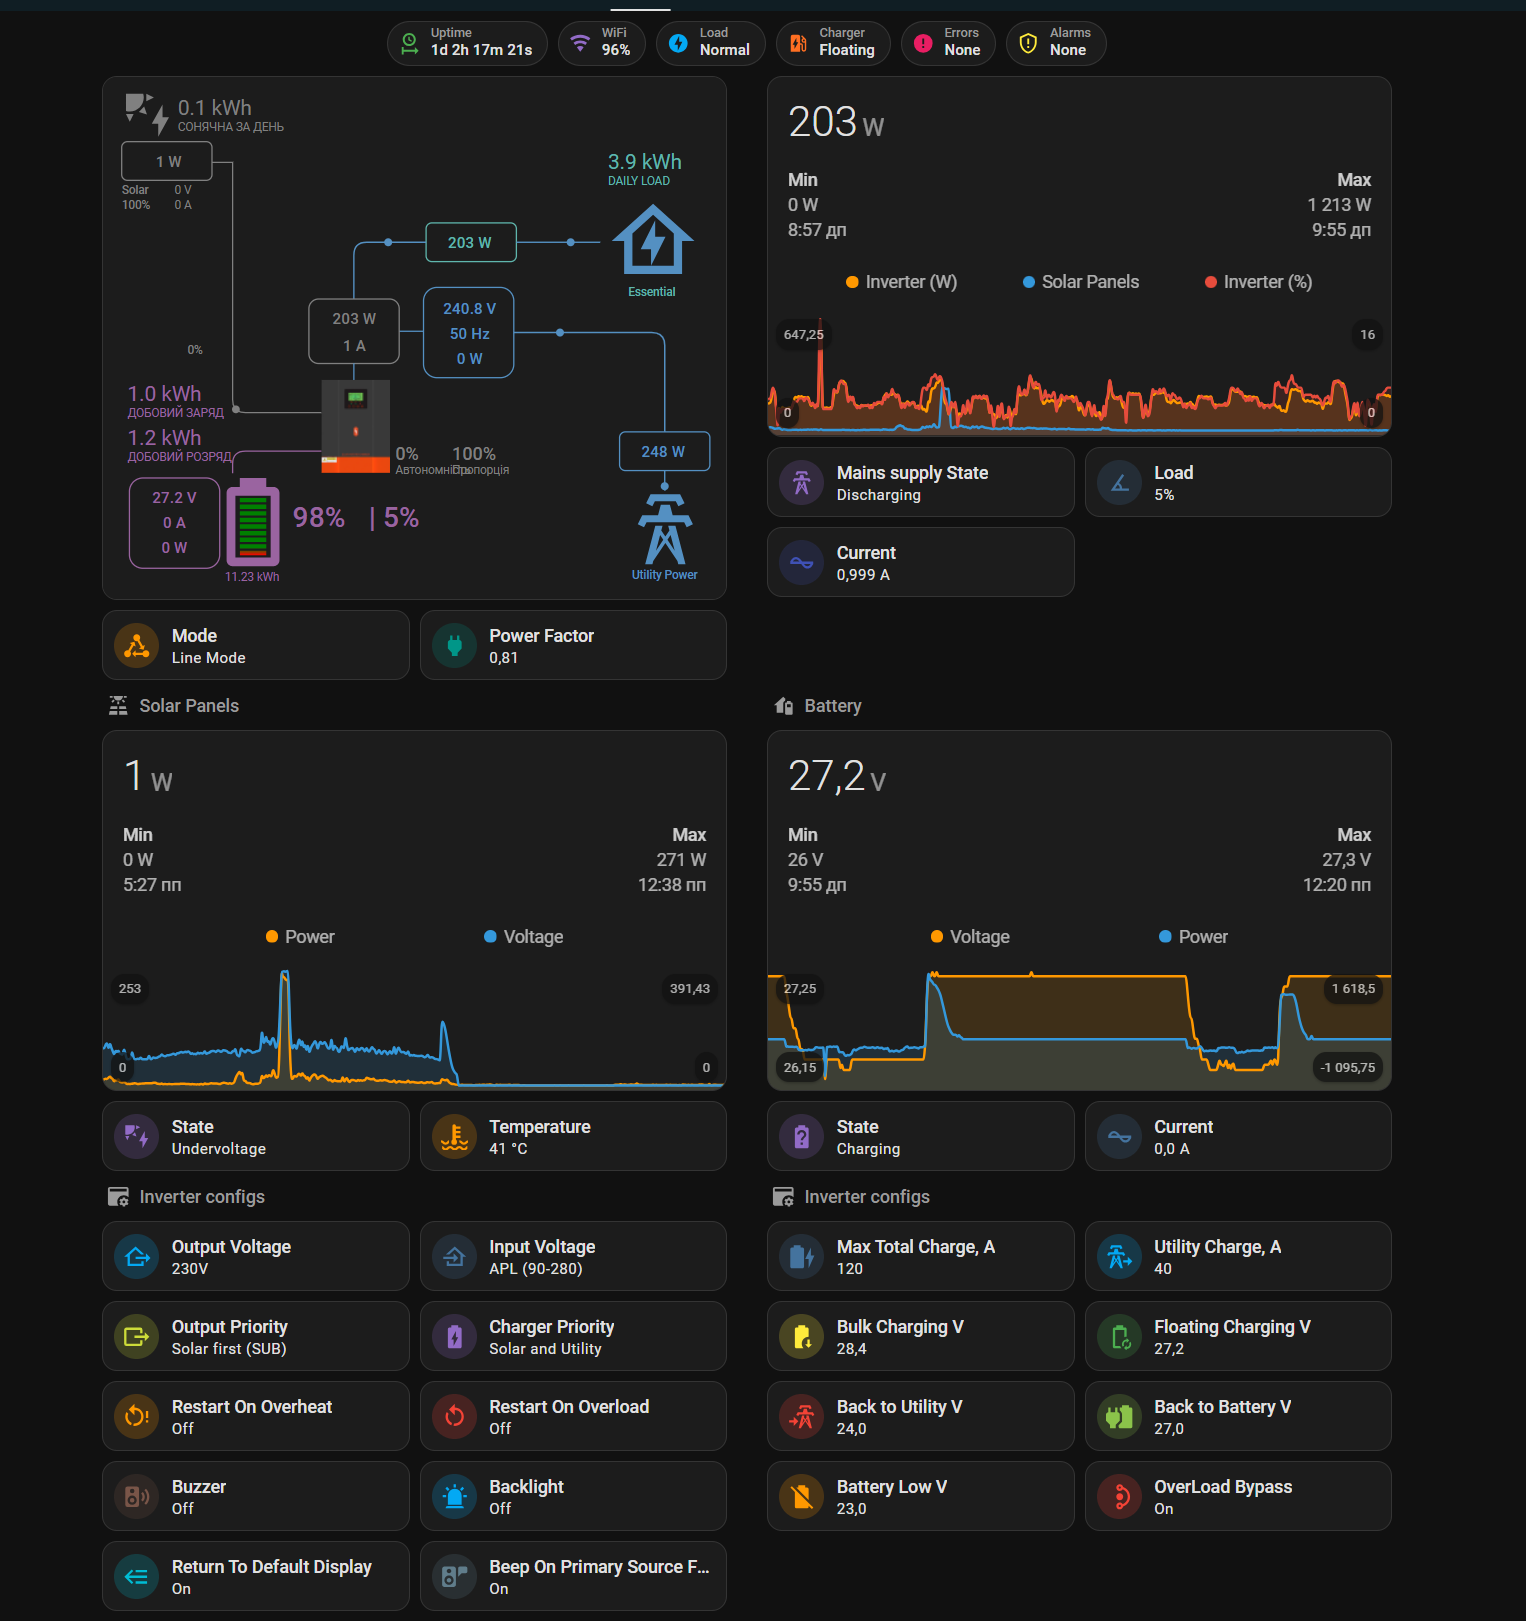 Uptime
1d 2h 17m 21s
WiFi
96%
Load
Normal
Charger
Floating
Errors
None
Alarms
None
0.1 kWh
СОНЯЧНА ЗА ДЕНЬ
1 W
Solar 0 V
100% 0 A
3.9 kWh
DAILY LOAD
203 W
Essential
203 W
1 A
240.8 V
50 Hz
0 W
0%
1.0 kWh
ДОБОВИЙ ЗАРЯД
1.2 kWh
ДОБОВИЙ РОЗРЯД
0% 100%
Автономність Пропорція
248 W
27.2 V
0 A
0 W
98% | 5%
11.23 kWh
Utility Power
203 W
Min Max
0 W 1 213 W
8:57 дп 9:55 дп
Inverter (W) Solar Panels Inverter (%)
647,25 16
0 0
Mains supply State
Discharging
Load
5%
Current
0,999 A
Mode
Line Mode
Power Factor
0,81
Solar Panels
1 W
Min Max
0 W 271 W
5:27 пп 12:38 пп
Power Voltage
253 391,43
0 0
State
Undervoltage
Temperature
41 °C
Battery
27,2 V
Min Max
26 V 27,3 V
9:55 дп 12:20 пп
Voltage Power
27,25 1 618,5
26,15 -1 095,75
State
Charging
Current
0,0 A
Inverter configs
Output Voltage
230V
Input Voltage
APL (90-280)
Output Priority
Solar first (SUB)
Charger Priority
Solar and Utility
Restart On Overheat
Off
Restart On Overload
Off
Buzzer
Off
Backlight
Off
Return To Default Display
On
Beep On Primary Source F...
On
Inverter configs
Max Total Charge, A
120
Utility Charge, A
40
Bulk Charging V
28,4
Floating Charging V
27,2
Back to Utility V
24,0
Back to Battery V
27,0
Battery Low V
23,0
OverLoad Bypass
On